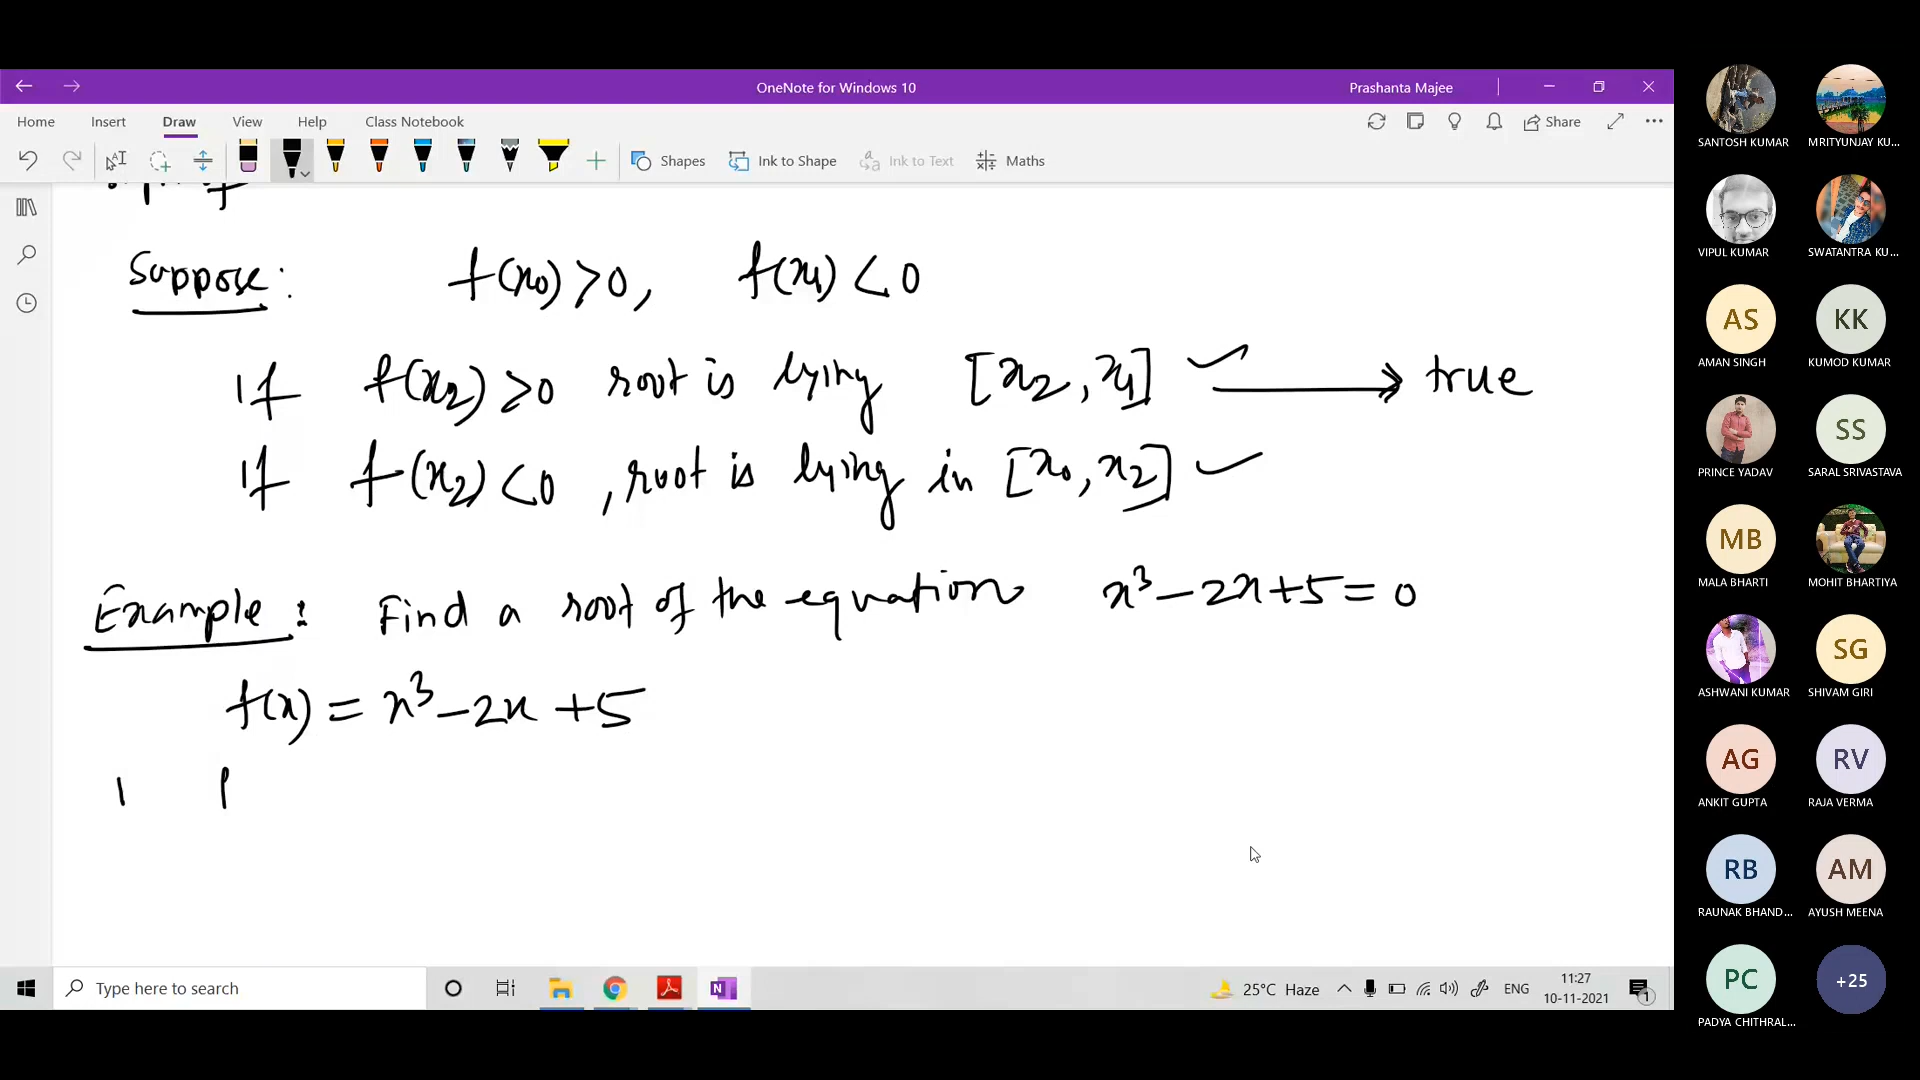 OneNote for Windows 10
Prashanta Majee
Home Insert Draw View Help Class Notebook
Share
Shapes Ink to Shape Ink to Text Maths
Suppose: f(x0)>0, f(x1)<0
If f(x2)>0 root is lying [x2, x1] ✓ → true
If f(x2)<0, root is lying in [x0, x2] ✓
Example: Find a root of the equation x³-2x+5=0
f(x) = x³-2x+5
Type here to search
25°C Haze
ENG
11:27
10-11-2021
1
SANTOSH KUMAR
MRITYUNJAY KU...
VIPUL KUMAR
SWATANTRA KU...
AS
KK
AMAN SINGH
KUMOD KUMAR
SS
PRINCE YADAV
SARAL SRIVASTAVA
MB
MALA BHARTI
MOHIT BHARTIYA
SG
ASHWANI KUMAR
SHIVAM GIRI
AG
RV
ANKIT GUPTA
RAJA VERMA
RB
AM
RAUNAK BHAND...
AYUSH MEENA
PC
+25
PADYA CHITHRAL...